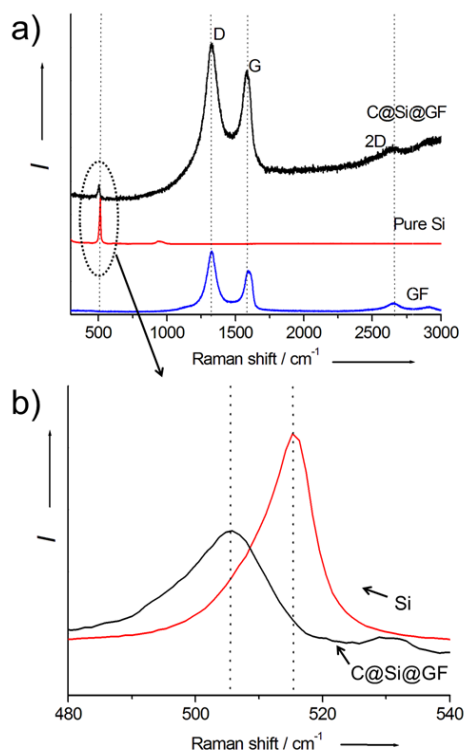 a)
I
D
G
C@Si@GF
2D
Pure Si
GF
500 1000 1500 2000 2500 3000
Raman shift / cm⁻¹
b)
I
Si
C@Si@GF
480 500 520 540
Raman shift / cm⁻¹